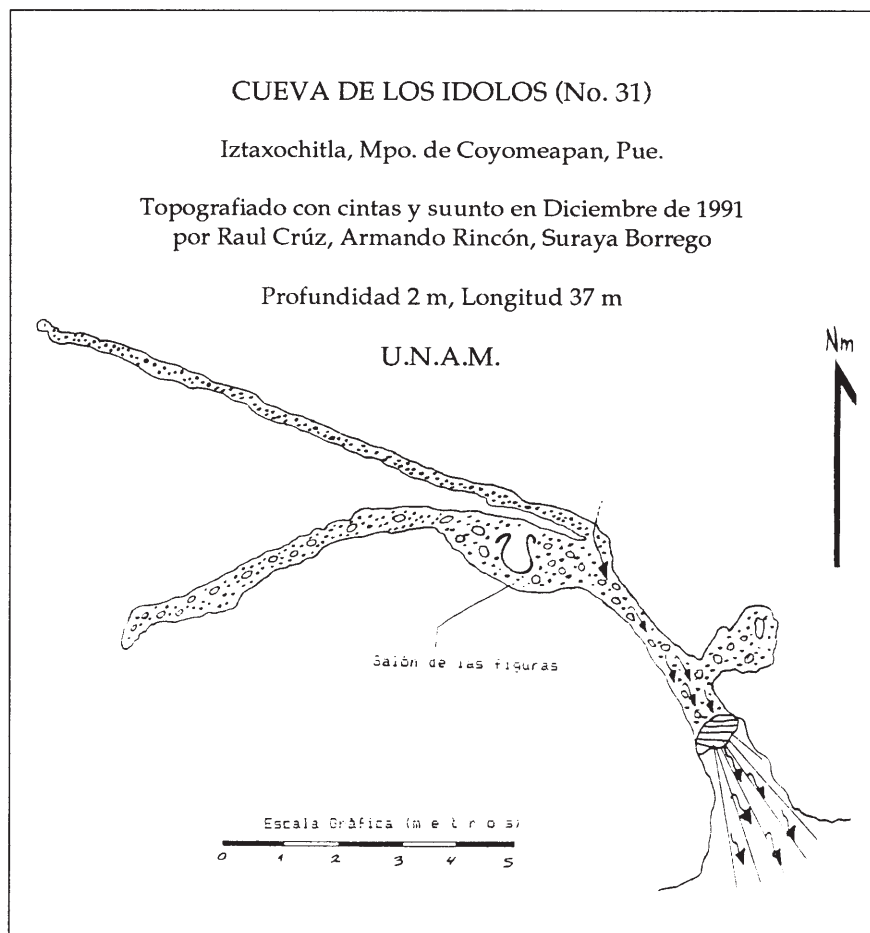 CUEVA DE LOS IDOLOS (No. 31)
Iztaxochitla, Mpo. de Coyomeapan, Pue.
Topografiado con cintas y suunto en Diciembre de 1991
por Raul Crúz, Armando Rincón, Suraya Borrego
Profundidad 2 m, Longitud 37 m
U.N.A.M.
Nm
Salón de las figuras
Escala Gráfica (m e t r o s)
0 1 2 3 4 5